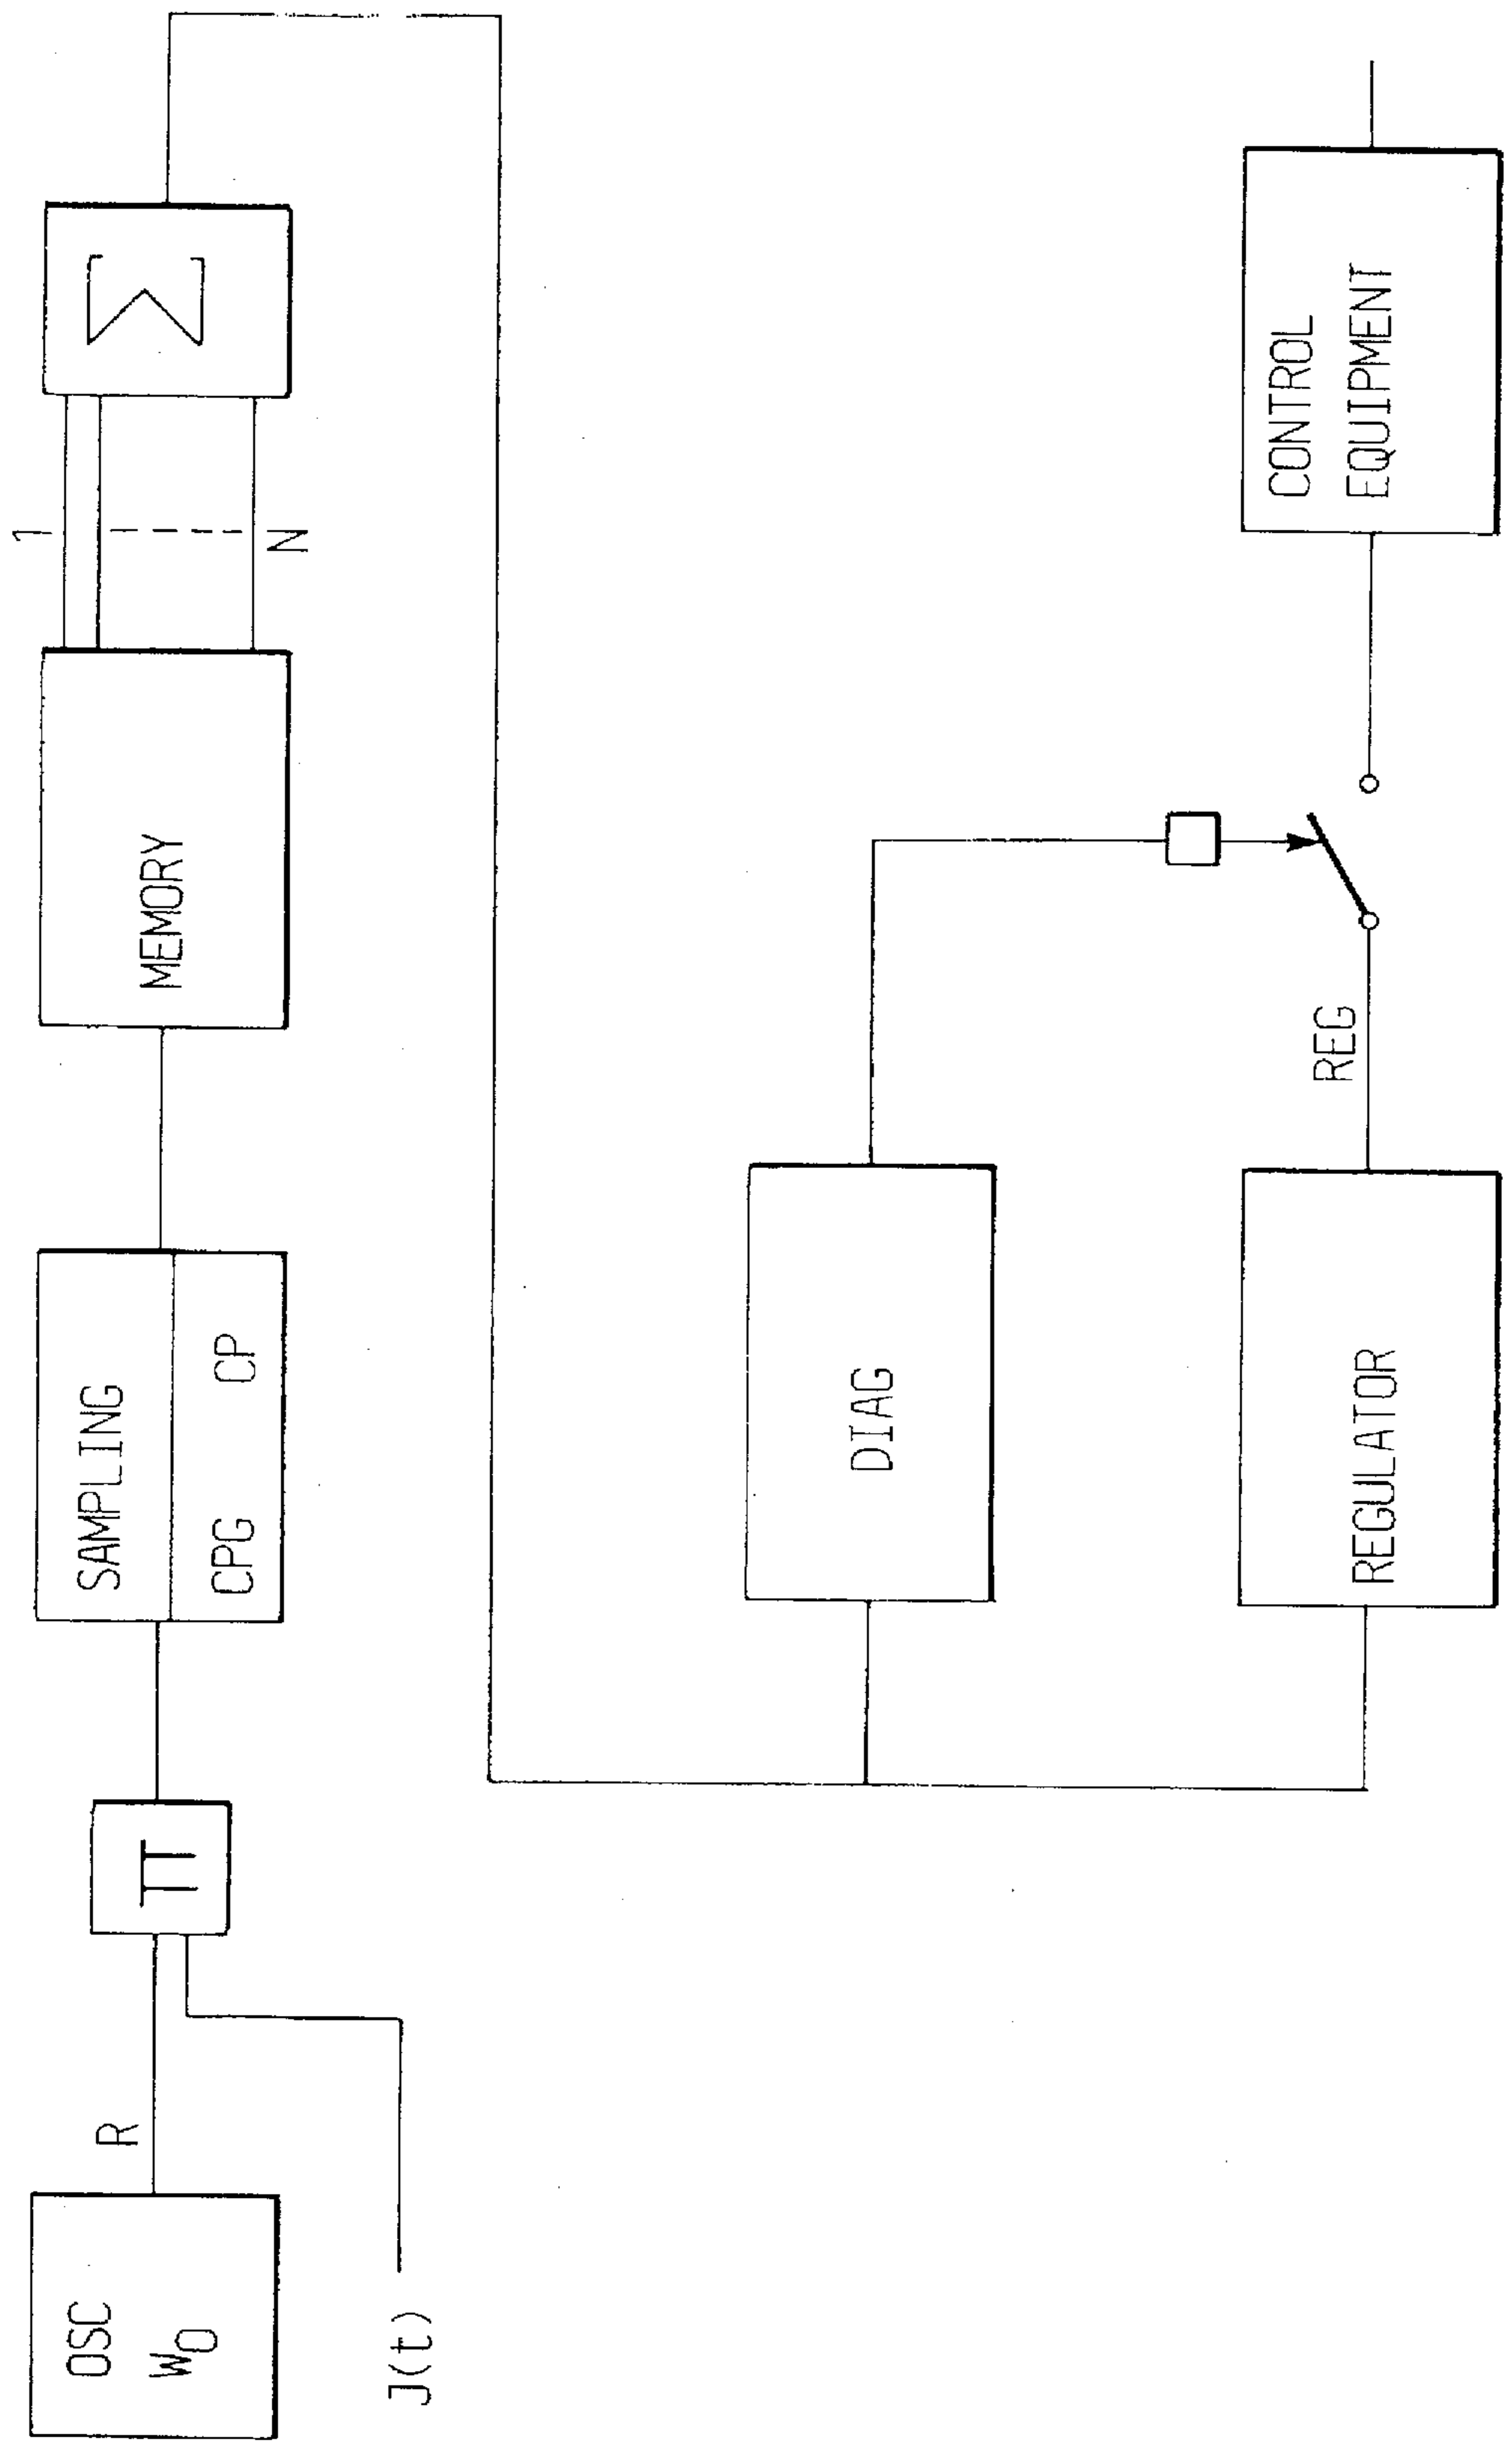 OSC
W0
R
J(t)
Π
SAMPLING
CPG CP
MEMORY
1
N
Σ
DIAG
REGULATOR
REG
CONTROL
EQUIPMENT